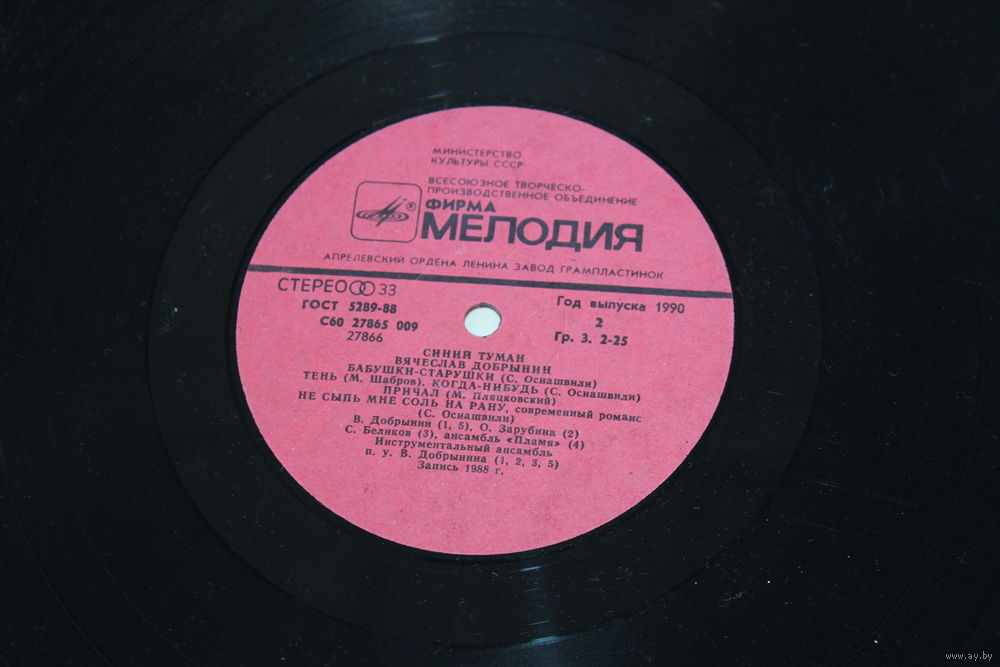 МИНИСТЕРСТВО
КУЛЬТУРЫ СССР
ВСЕСОЮЗНОЕ ТВОРЧЕСКО-
ПРОИЗВОДСТВЕННОЕ ОБЪЕДИНЕНИЕ
® ФИРМА
МЕЛОДИЯ
АПРЕЛЕВСКИЙ ОРДЕНА ЛЕНИНА ЗАВОД ГРАМПЛАСТИНОК
СТЕРЕО 33
ГОСТ 5289-88
С60 27865 009
27866
Год выпуска 1990
2
Гр. 3. 2-25
СИНИЙ ТУМАН
ВЯЧЕСЛАВ ДОБРЫНИН
БАБУШКИ-СТАРУШКИ (С. Осиашвили)
ТЕНЬ (М. Шабров). КОГДА-НИБУДЬ (С. Осиашвили)
ПРИЧАЛ (М. Пляцковский)
НЕ СЫПЬ МНЕ СОЛЬ НА РАНУ, современный романс
(С. Осиашвили)
В. Добрынин (1, 5), О. Зарубина (2)
С. Беликов (3), ансамбль «Пламя» (4)
Инструментальный ансамбль
п. у. В. Добрынина (1, 2, 3, 5)
Запись 1988 г.
www.ay.by